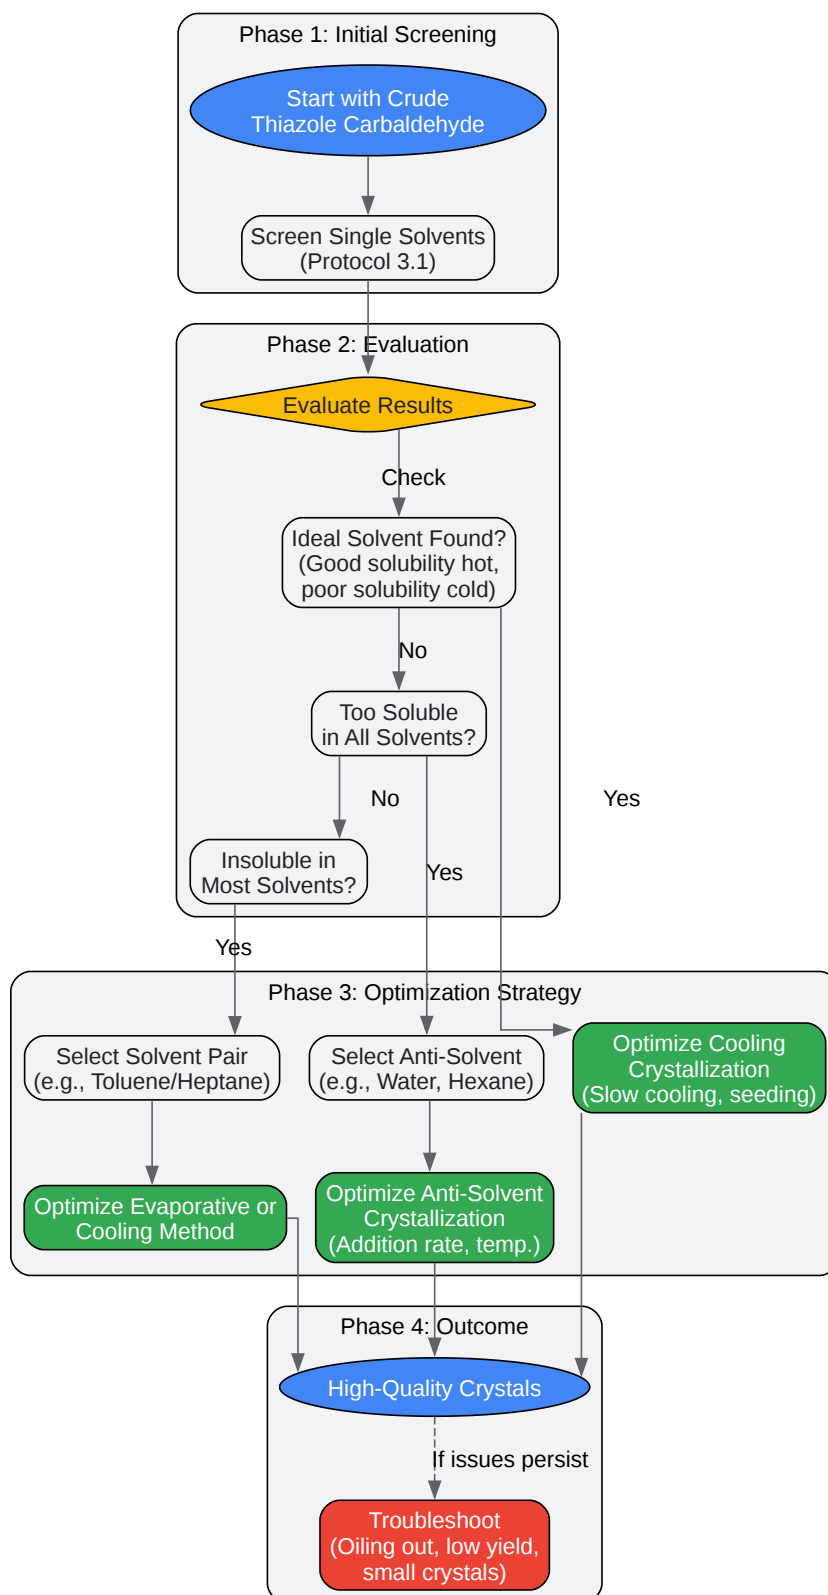 Phase 1: Initial Screening
Start with Crude
Thiazole Carbaldehyde
Screen Single Solvents
(Protocol 3.1)
Phase 2: Evaluation
Evaluate Results
Check
Ideal Solvent Found?
(Good solubility hot,
poor solubility cold)
No
Too Soluble
in All Solvents?
No
Yes
Insoluble in
Most Solvents?
Yes
Yes
Phase 3: Optimization Strategy
Select Solvent Pair
(e.g., Toluene/Heptane)
Select Anti-Solvent
(e.g., Water, Hexane)
Optimize Cooling
Crystallization
(Slow cooling, seeding)
Optimize Evaporative or
Cooling Method
Optimize Anti-Solvent
Crystallization
(Addition rate, temp.)
Phase 4: Outcome
High-Quality Crystals
If issues persist
Troubleshoot
(Oiling out, low yield,
small crystals)